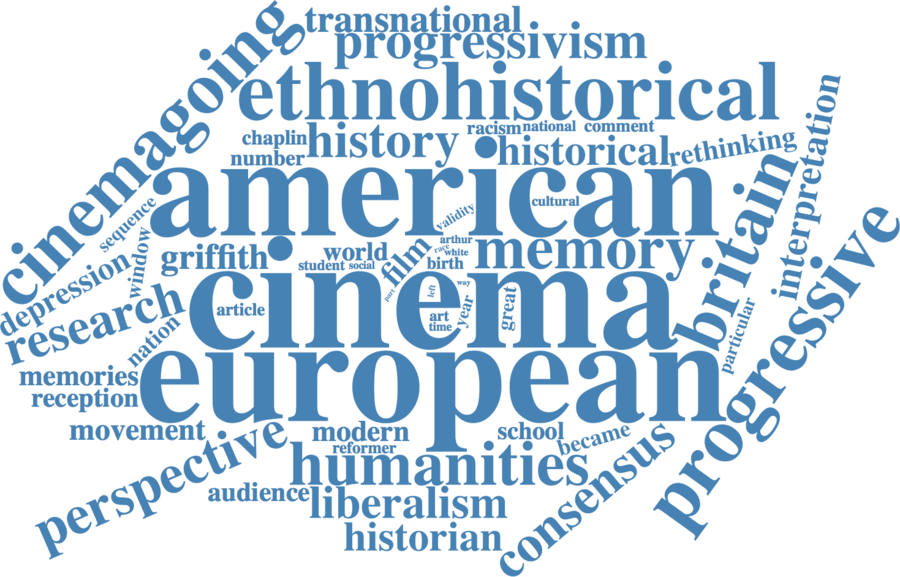 transnational
progressivism
cinemagoing
ethnohistorical
racism
national
comment
chaplin
history
number
historical
rethinking
interpretation
american
cultural
britain
sequence
validity
window
griffith
world
film
arthur
race
white
memory
student
social
birth
depression
progressive
cinema
research
article
part
left
way
art
time
year
great
particular
nation
european
memories
reception
movement
modern
school
became
perspective
reformer
humanities
consensus
audience
liberalism
historian